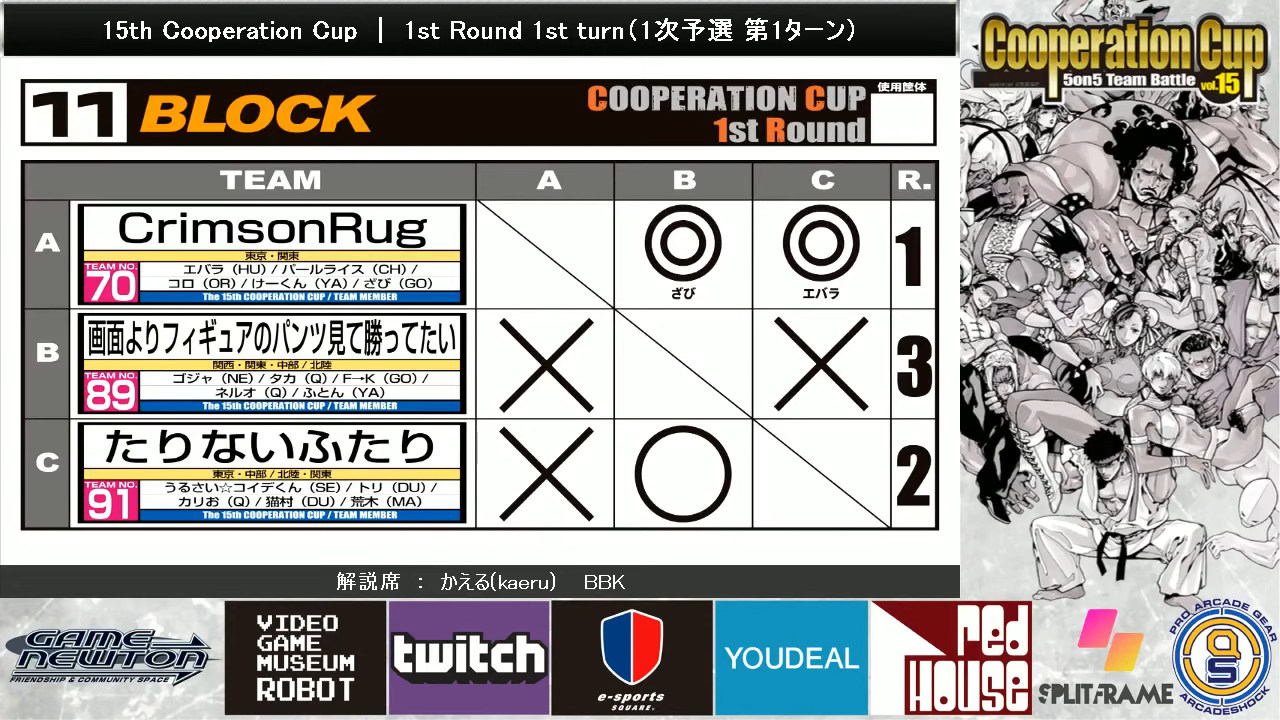 15th Cooperation Cup | 1st Round 1st turn(1次予選 第1ターン)
Cooperation Cup
5on5 Team Battle vol.15
11 BLOCK
COOPERATION CUP
1st Round
使用筐体
TEAM A B C R.
A
CrimsonRug
東京・関東
TEAM NO. 70
エバラ(HU) / パールライス(CH) /
コロ(OR) / けーくん(YA) / ざび(GO)
The 15th COOPERATION CUP / TEAM MEMBER
ざび
エバラ
1
B
画面よりフィギュアのパンツ見て勝ってたい
関西・関東・中部 / 北陸
TEAM NO. 89
ゴジャ(NE) / タカ(Q) / F→K(GO) /
ネルオ(Q) / ふとん(YA)
The 15th COOPERATION CUP / TEAM MEMBER
3
C
たりないふたり
東京・中部 / 北陸・関東
TEAM NO. 91
うるさい☆コイデくん(SE) / トリ(DU) /
カリお(Q) / 猫村(DU) / 荒木(MA)
The 15th COOPERATION CUP / TEAM MEMBER
2
解説席 : かえる(kaeru) BBK
GAME NEWTON
FRIENDSHIP & COMMUNITY SPACE
VIDEO
GAME
MUSEUM
ROBOT
twitch
e-sports
SQUARE.
YOUDEAL
red
HOUSE
SPLITFRAME
PRO ARCADE GEAR
AS
ARCADESHOCK